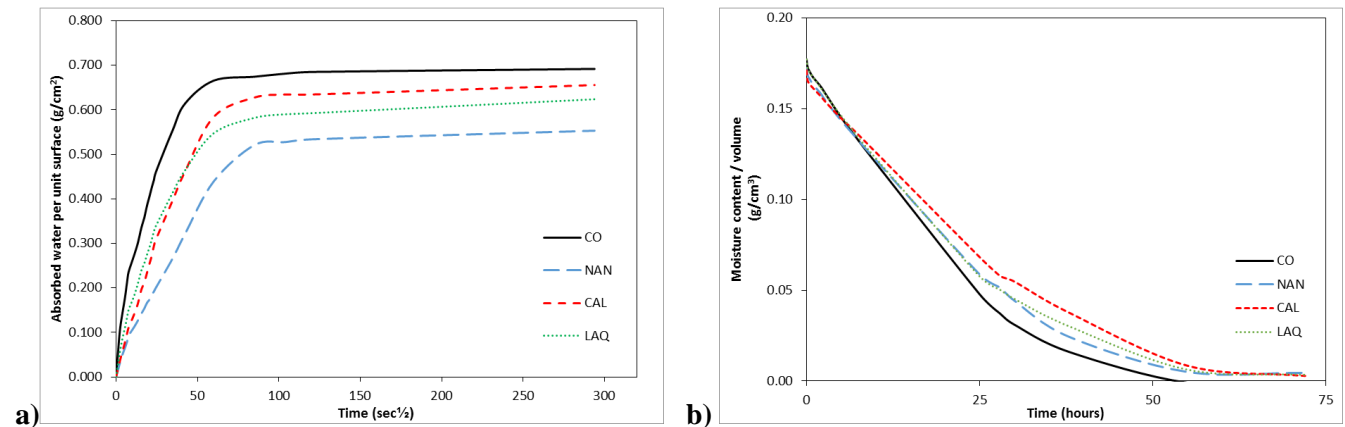 0.800
0.700
0.600
0.500
0.400
0.300
0.200
0.100
0.000
Absorbed water per unit surface (g/cm²)
0 50 100 150 200 250 300
Time (sec½)
CO
NAN
CAL
LAQ
a)
0.20
0.15
0.10
0.05
0.00
Moisture content / volume
(g/cm³)
0 25 50 75
Time (hours)
CO
NAN
CAL
LAQ
b)